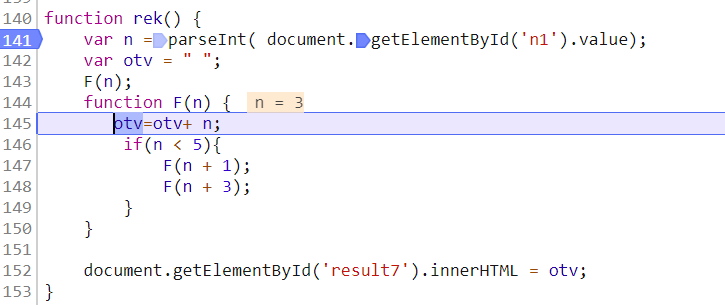 140 function rek() {
141 var n = parseInt( document. getElementById('n1').value);
142 var otv = " ";
143 F(n);
144 function F(n) { n = 3
145 otv=otv+ n;
146 if(n < 5){
147 F(n + 1);
148 F(n + 3);
149 }
150 }
151
152 document.getElementById('result7').innerHTML = otv;
153 }